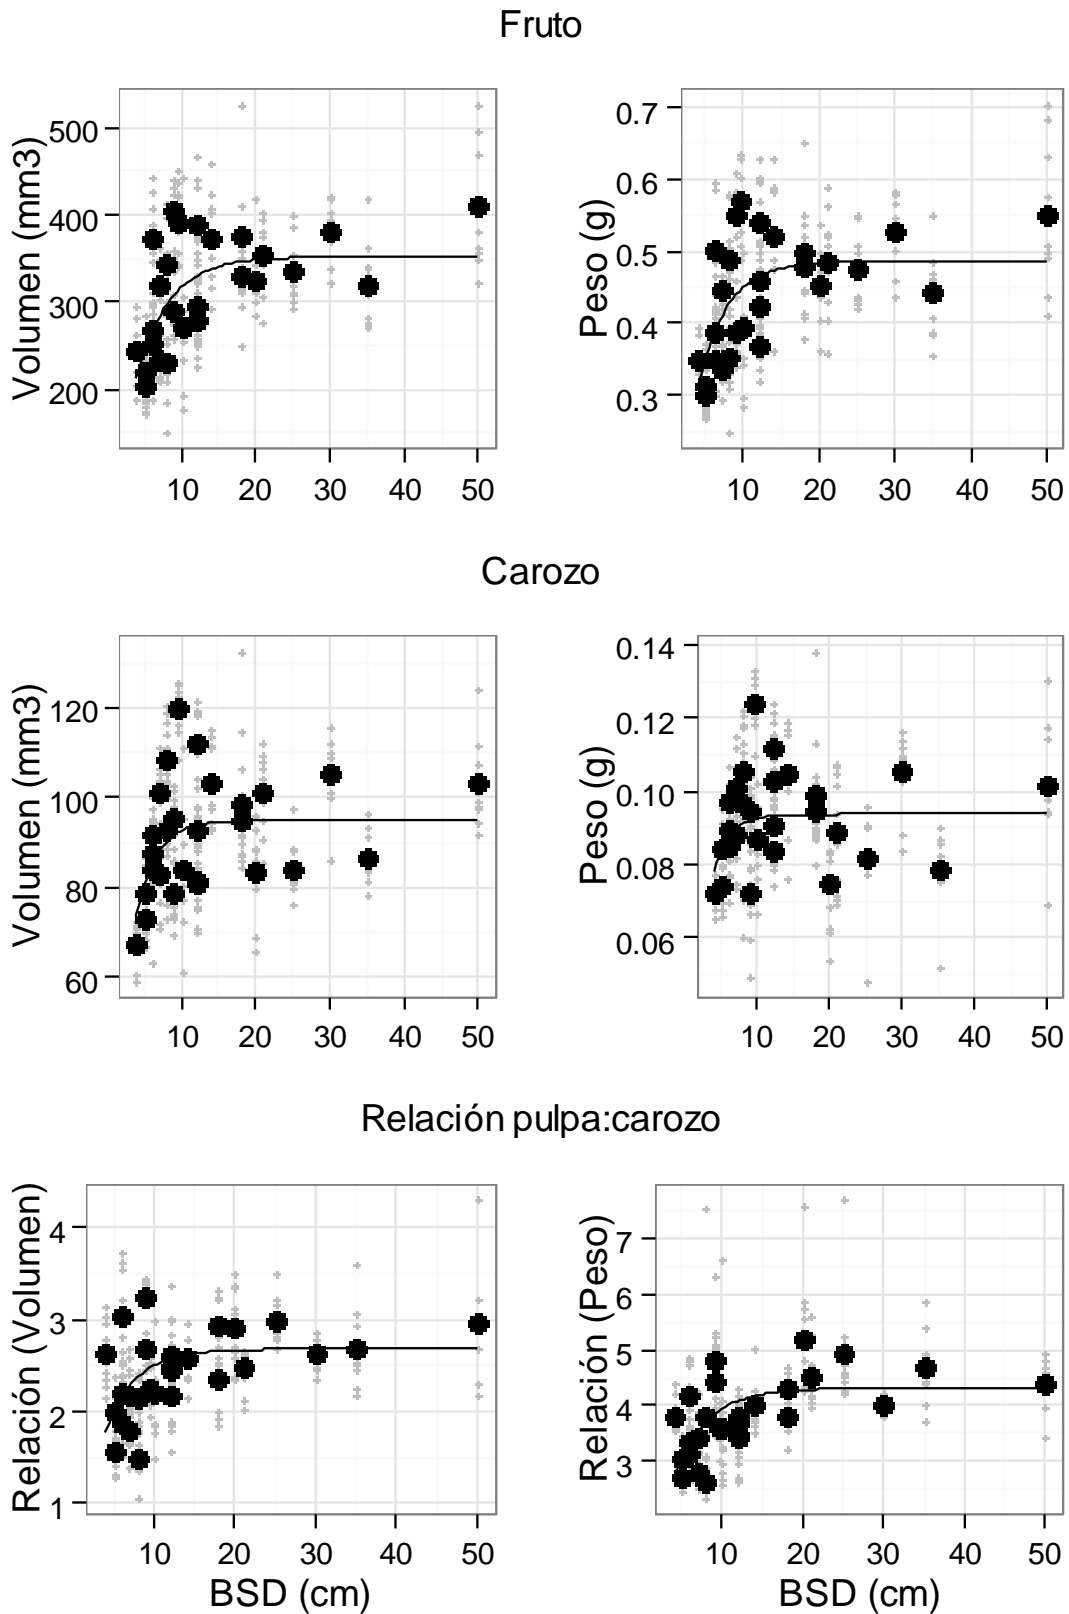 Fruto
Volumen (mm3)
500
400
300
200
10 20 30 40 50
Peso (g)
0.7
0.6
0.5
0.4
0.3
10 20 30 40 50
Carozo
Volumen (mm3)
120
100
80
60
10 20 30 40 50
Peso (g)
0.14
0.12
0.10
0.08
0.06
10 20 30 40 50
Relación pulpa:carozo
Relación (Volumen)
4
3
2
1
10 20 30 40 50
BSD (cm)
Relación (Peso)
7
6
5
4
3
10 20 30 40 50
BSD (cm)